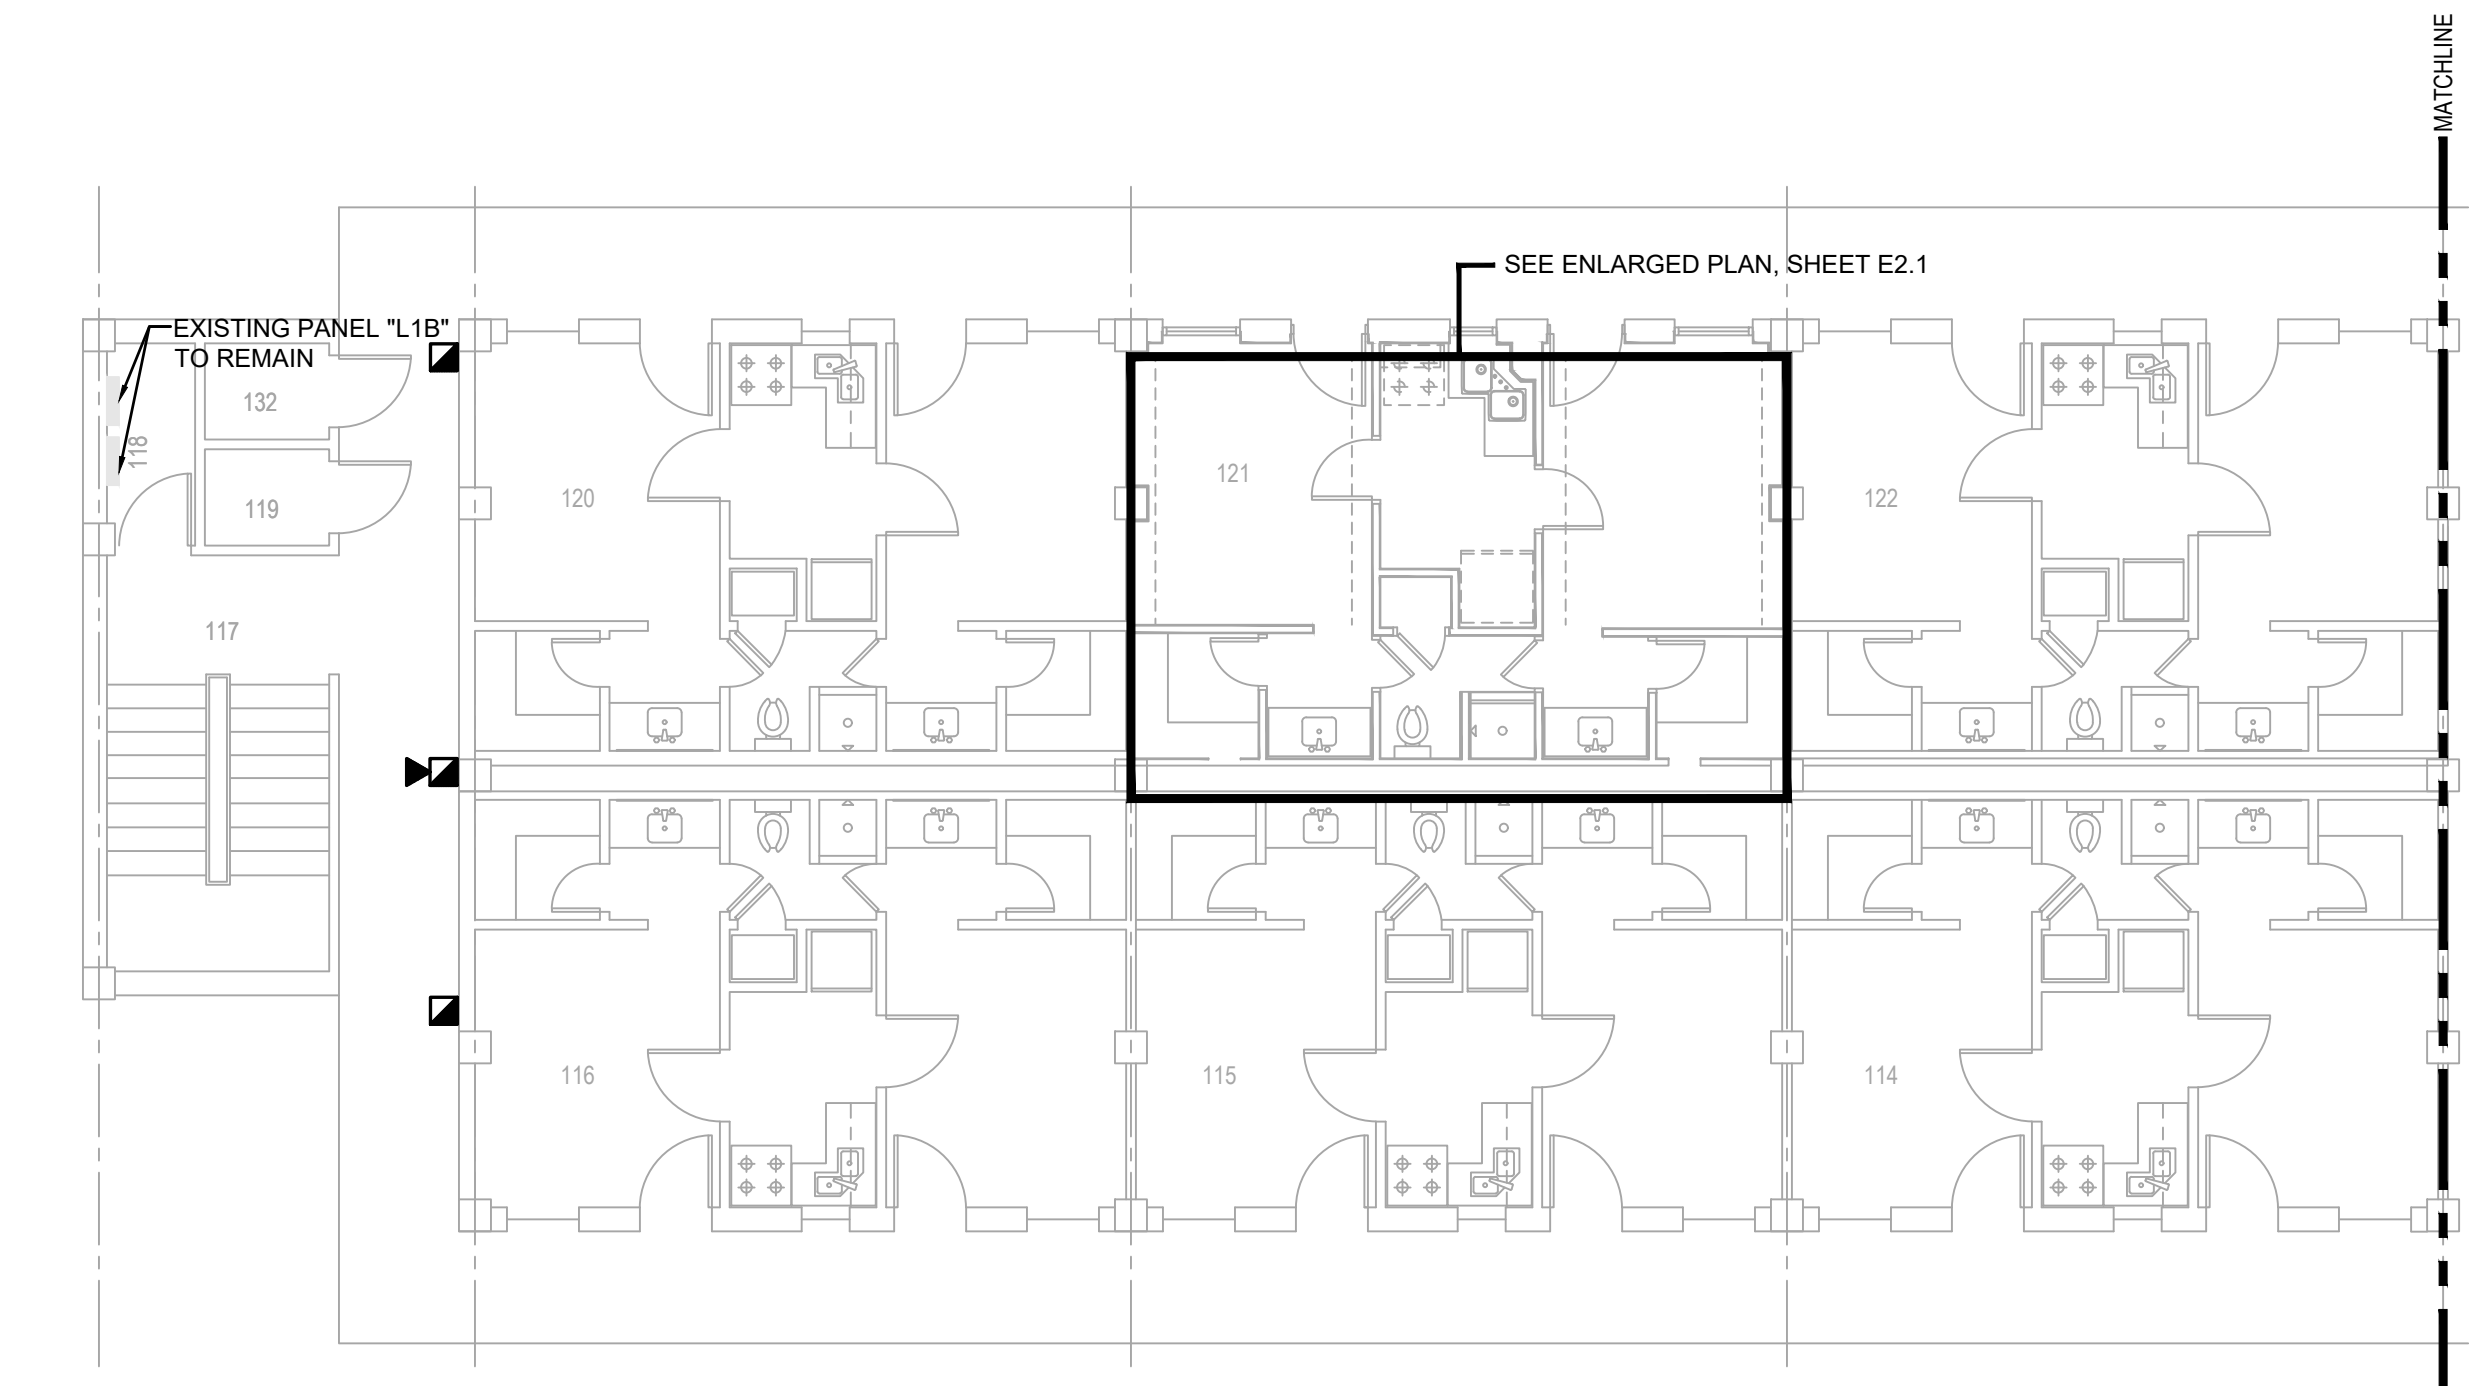 MATCHLINE
SEE ENLARGED PLAN, SHEET E2.1
EXISTING PANEL "L1B"
TO REMAIN
132
118
119
120
121
122
117
116
115
114